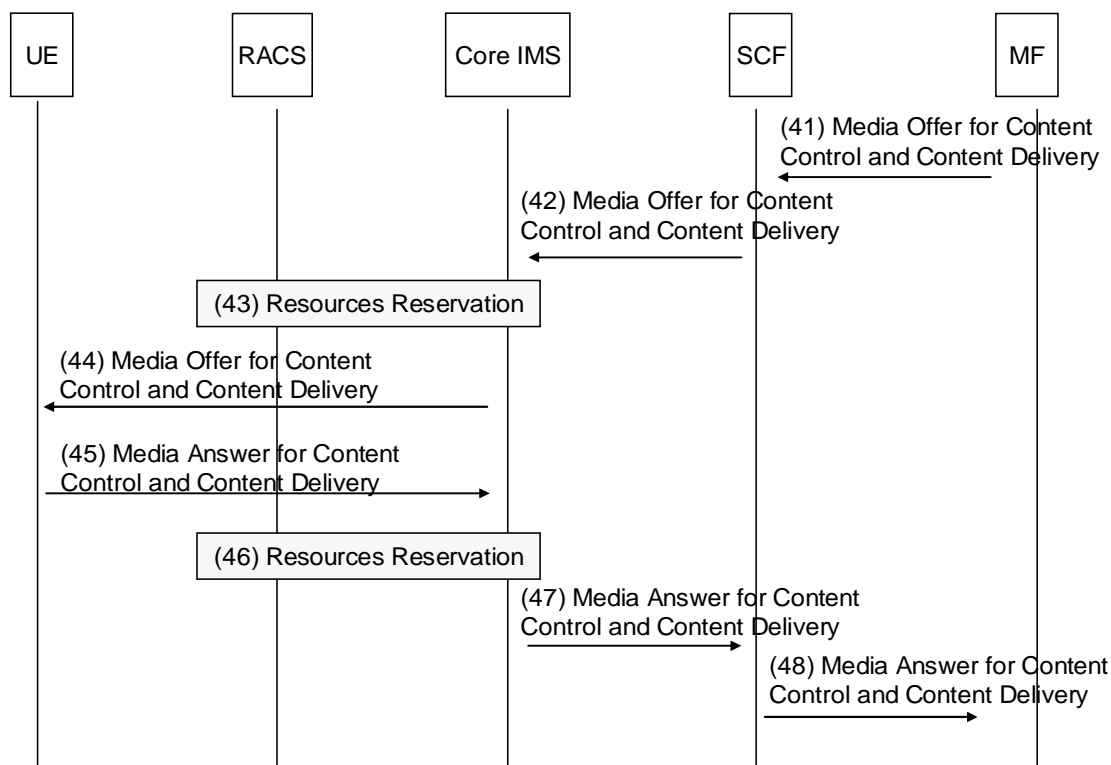 UE
RACS
Core IMS
SCF
MF
(41) Media Offer for Content
Control and Content Delivery
(42) Media Offer for Content
Control and Content Delivery
(43) Resources Reservation
(44) Media Offer for Content
Control and Content Delivery
(45) Media Answer for Content
Control and Content Delivery
(46) Resources Reservation
(47) Media Answer for Content
Control and Content Delivery
(48) Media Answer for Content
Control and Content Delivery